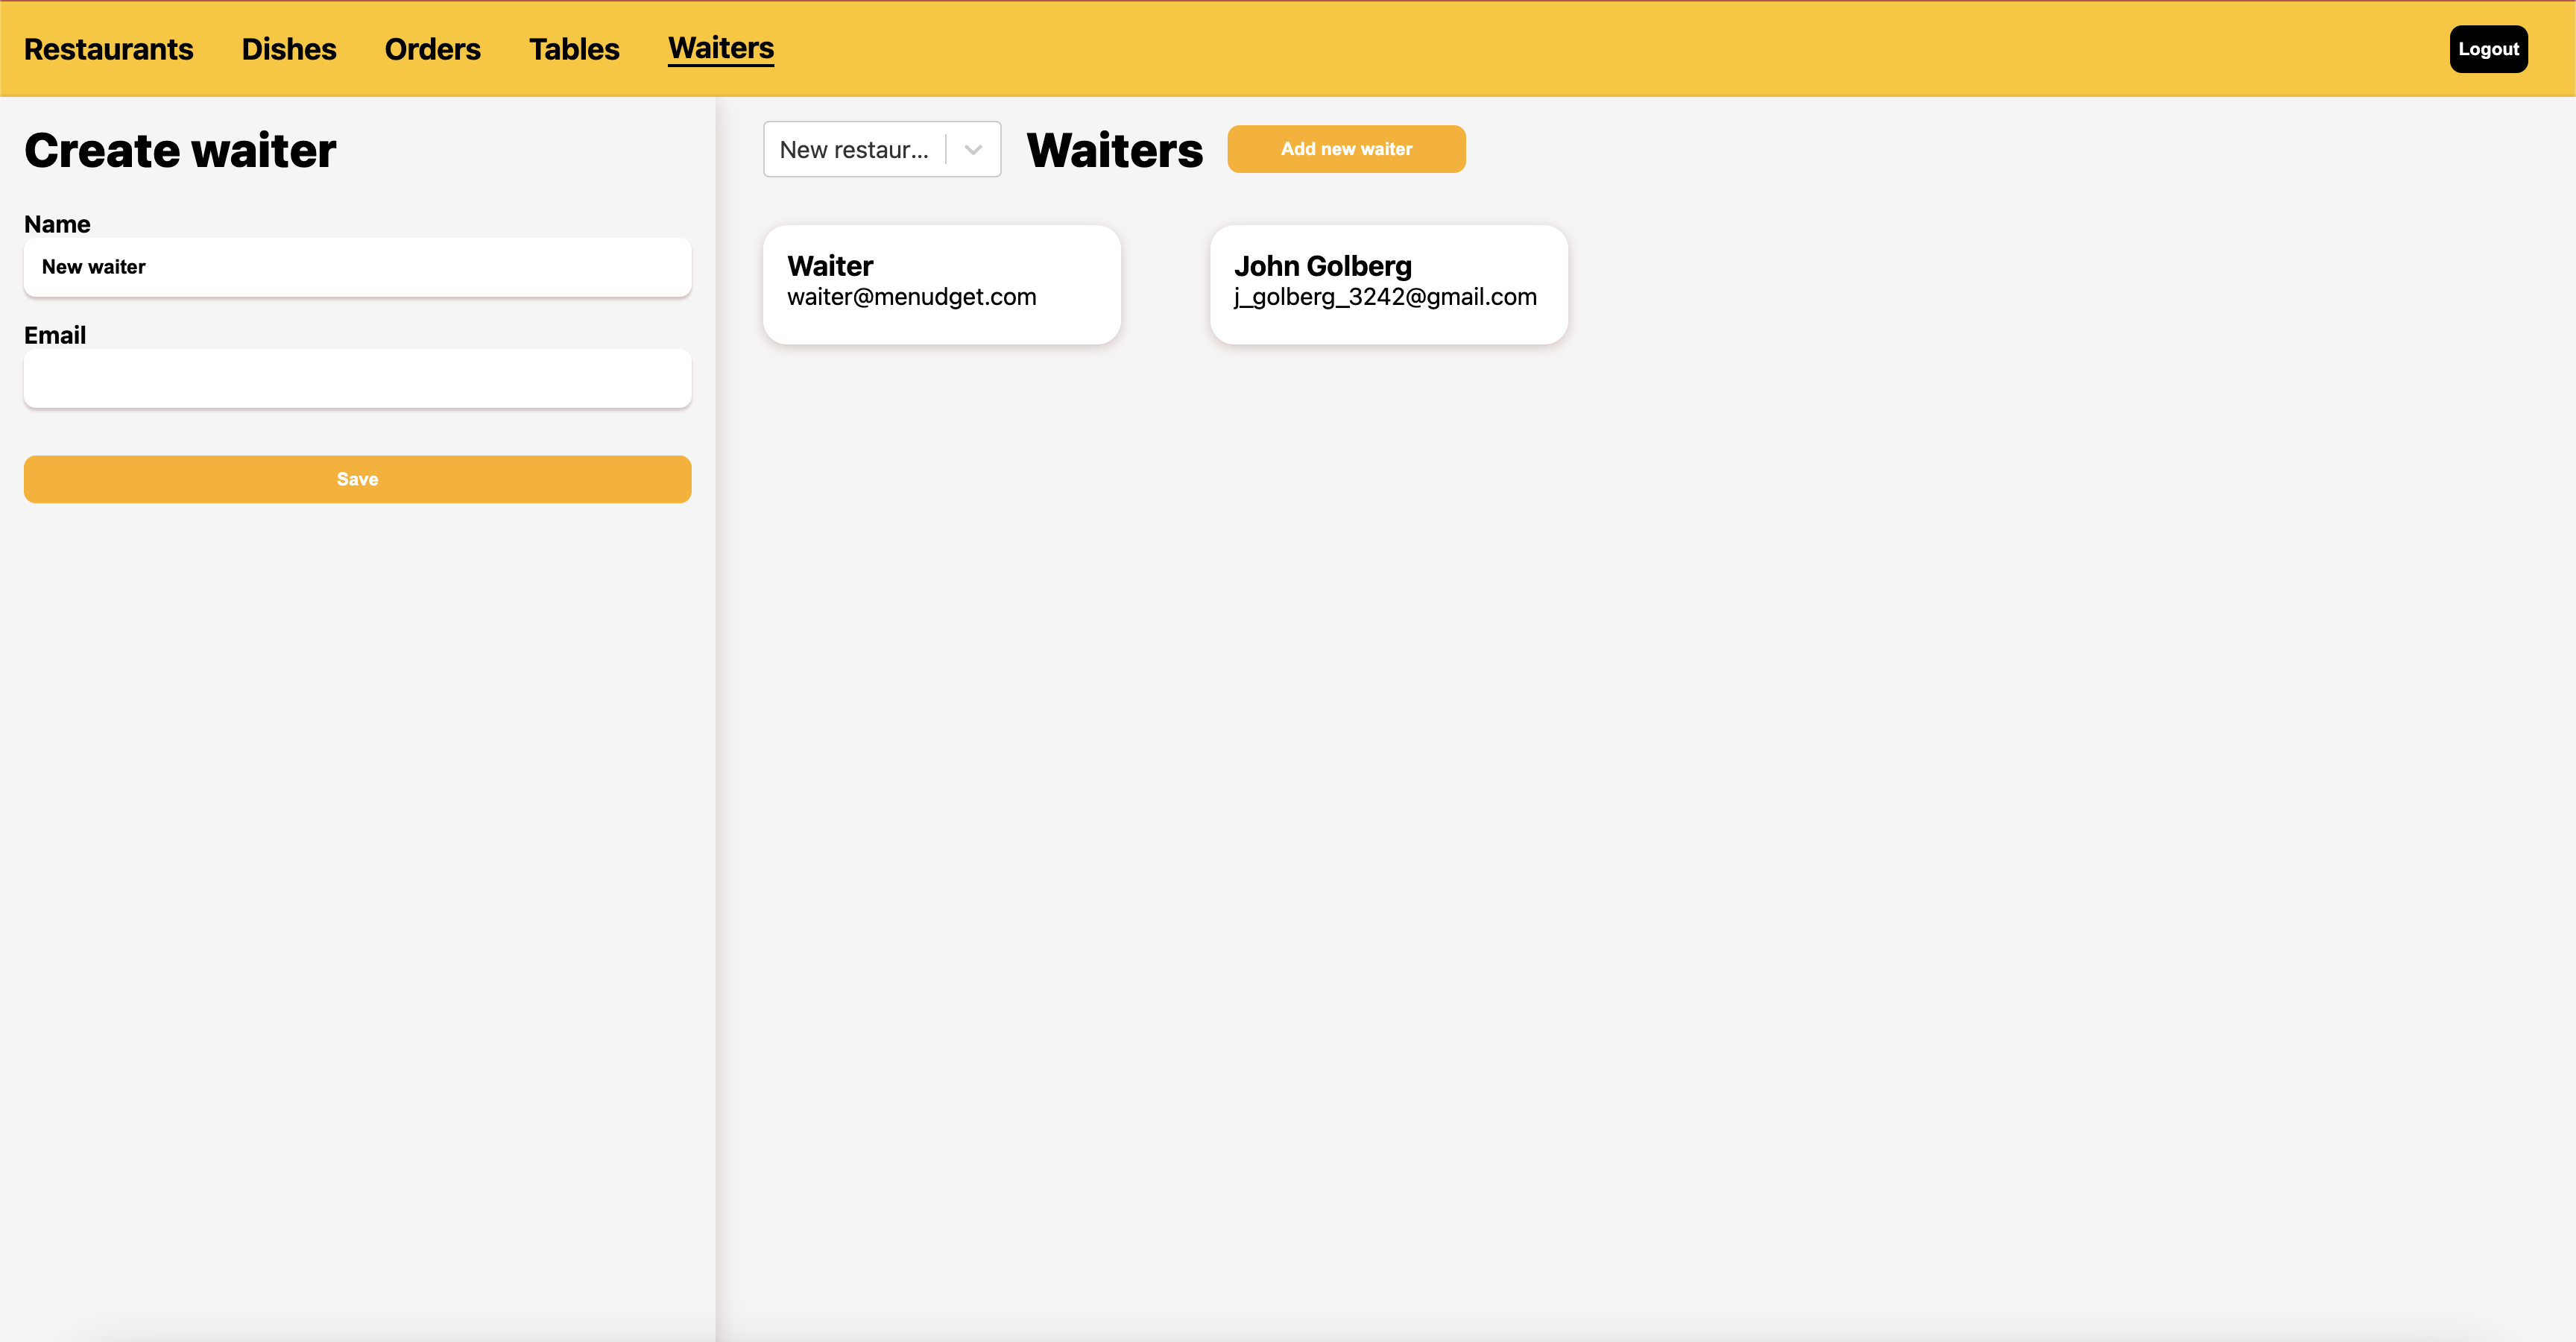 Restaurants Dishes Orders Tables Waiters Logout
Create waiter
Name
New waiter
Email
Save
New restaur... Waiters Add new waiter
Waiter
waiter@menudget.com
John Golberg
j_golberg_3242@gmail.com